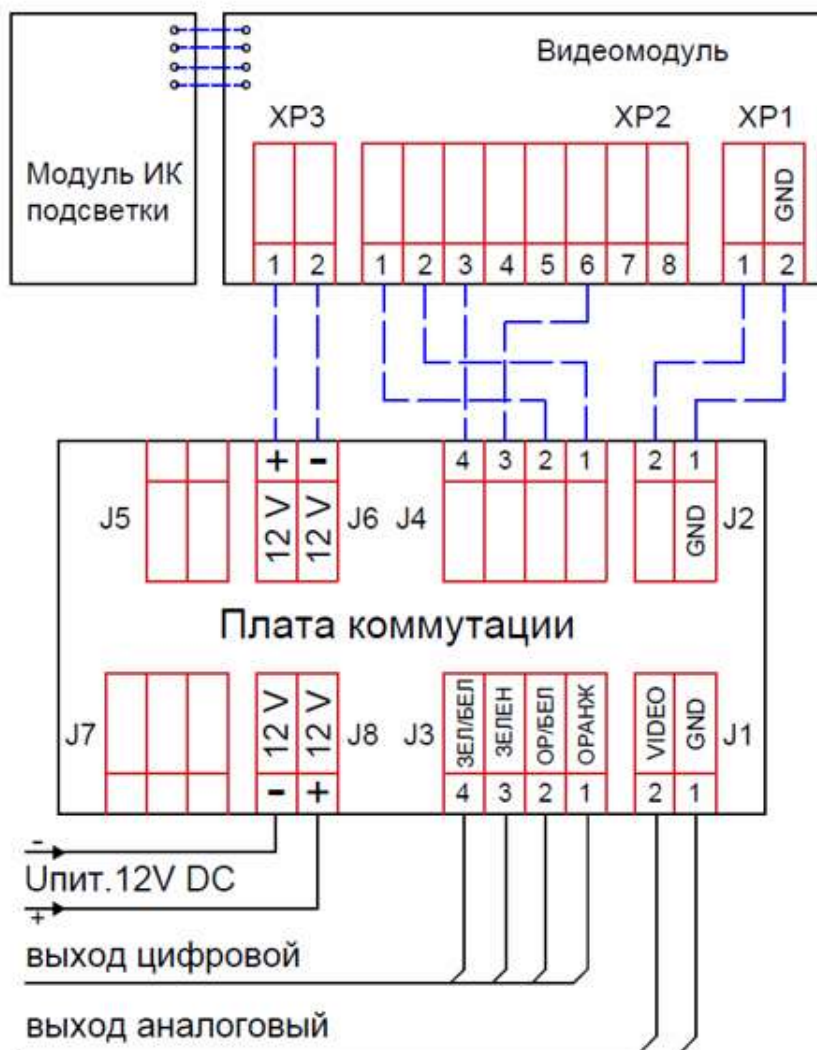 Видеомодуль
XP3 XP2 XP1
Модуль ИК
подсветки
GND
1 2 1 2 3 4 5 6 7 8 1 2
+ - 4 3 2 1 2 1
J5 12 V 12 V J6 J4 GND J2
Плата коммутации
J7 12 V 12 V J8 J3 ЗЕЛ/БЕЛ ЗЕЛЕН ОР/БЕЛ ОРАНЖ VIDEO GND J1
- + 4 3 2 1 2 1
-
Uпит.12V DC
+
выход цифровой
выход аналоговый